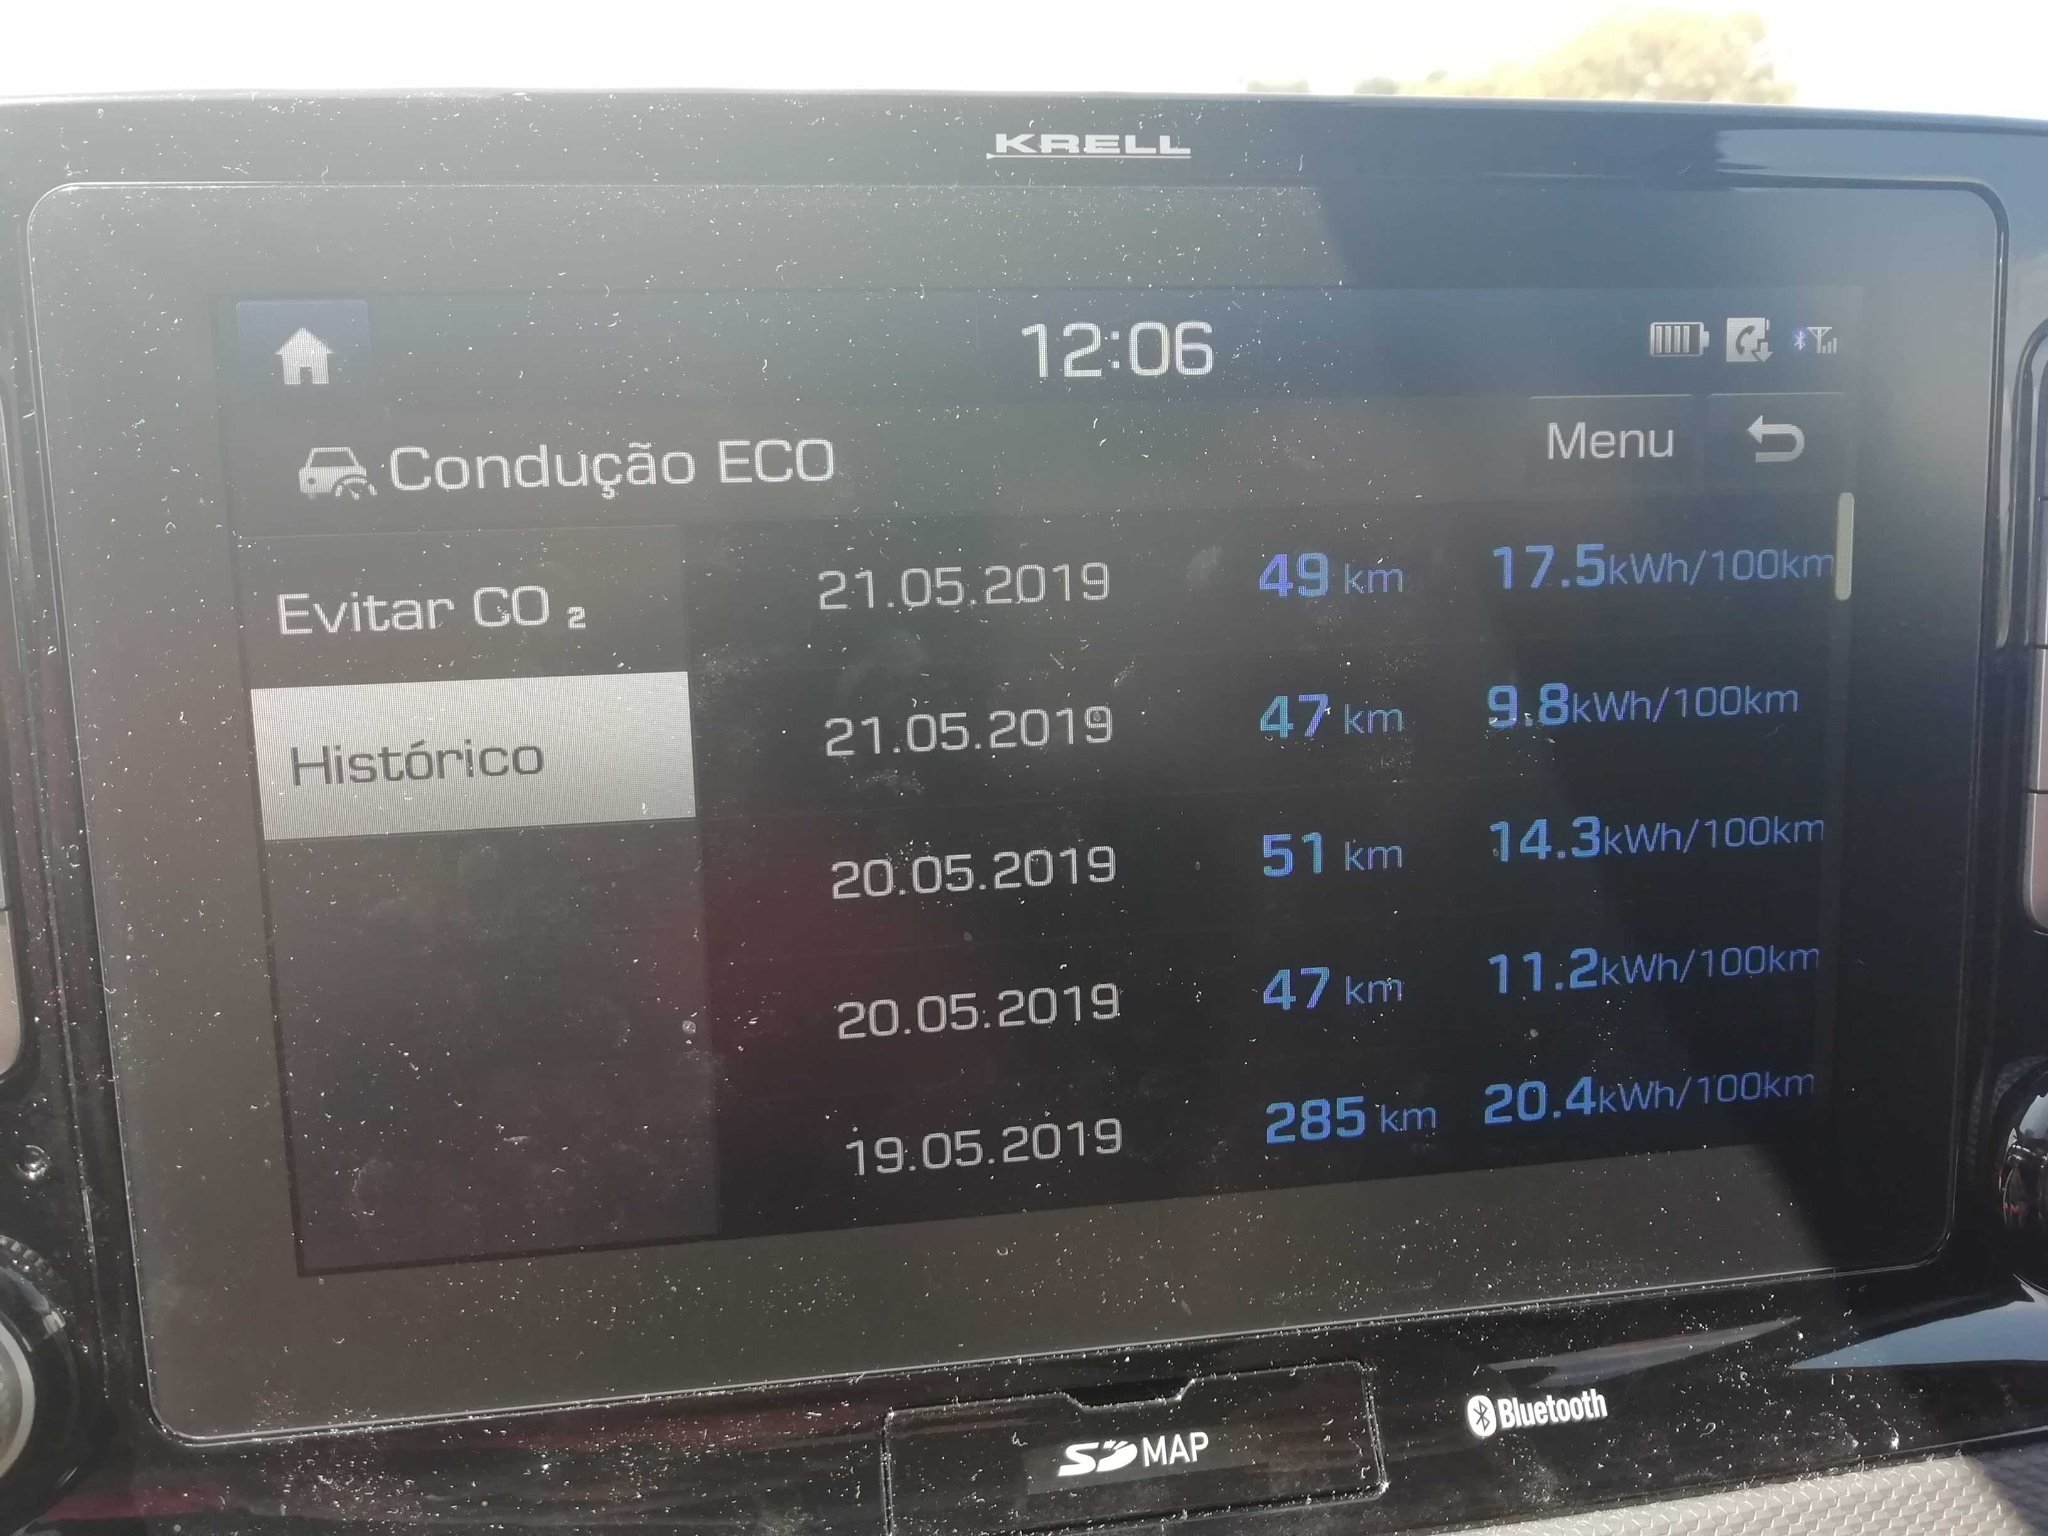 KRELL
12:06
Condução ECO
Menu
Evitar CO 2
Histórico
21.05.2019 49 km 17.5kWh/100km
21.05.2019 47 km 9.8kWh/100km
20.05.2019 51 km 14.3kWh/100km
20.05.2019 47 km 11.2kWh/100km
19.05.2019 285 km 20.4kWh/100km
SD MAP
Bluetooth